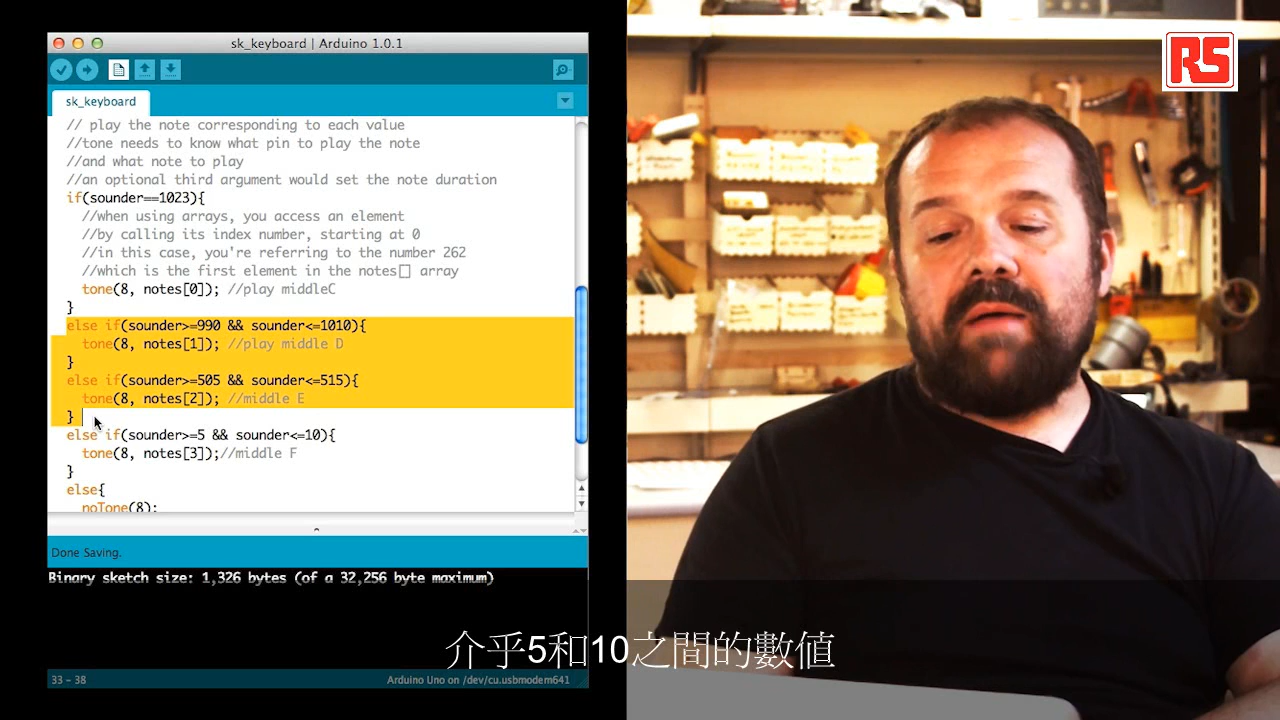 sk_keyboard | Arduino 1.0.1
sk_keyboard
// play the note corresponding to each value
//tone needs to know what pin to play the note
//and what note to play
//an optional third argument would set the note duration
if(sounder==1023){
//when using arrays, you access an element
//by calling its index number, starting at 0
//in this case, you're referring to the number 262
//which is the first element in the notes[] array
tone(8, notes[0]); //play middleC
}
else if(sounder>=990 && sounder<=1010){
tone(8, notes[1]); //play middle D
}
else if(sounder>=505 && sounder<=515){
tone(8, notes[2]); //middle E
}
else if(sounder>=5 && sounder<=10){
tone(8, notes[3]);//middle F
}
else{
noTone(8);
Done Saving.
Binary sketch size: 1,326 bytes (of a 32,256 byte maximum)
33 – 38
Arduino Uno on /dev/cu.usbmodem641
RS
介乎5和10之間的數值